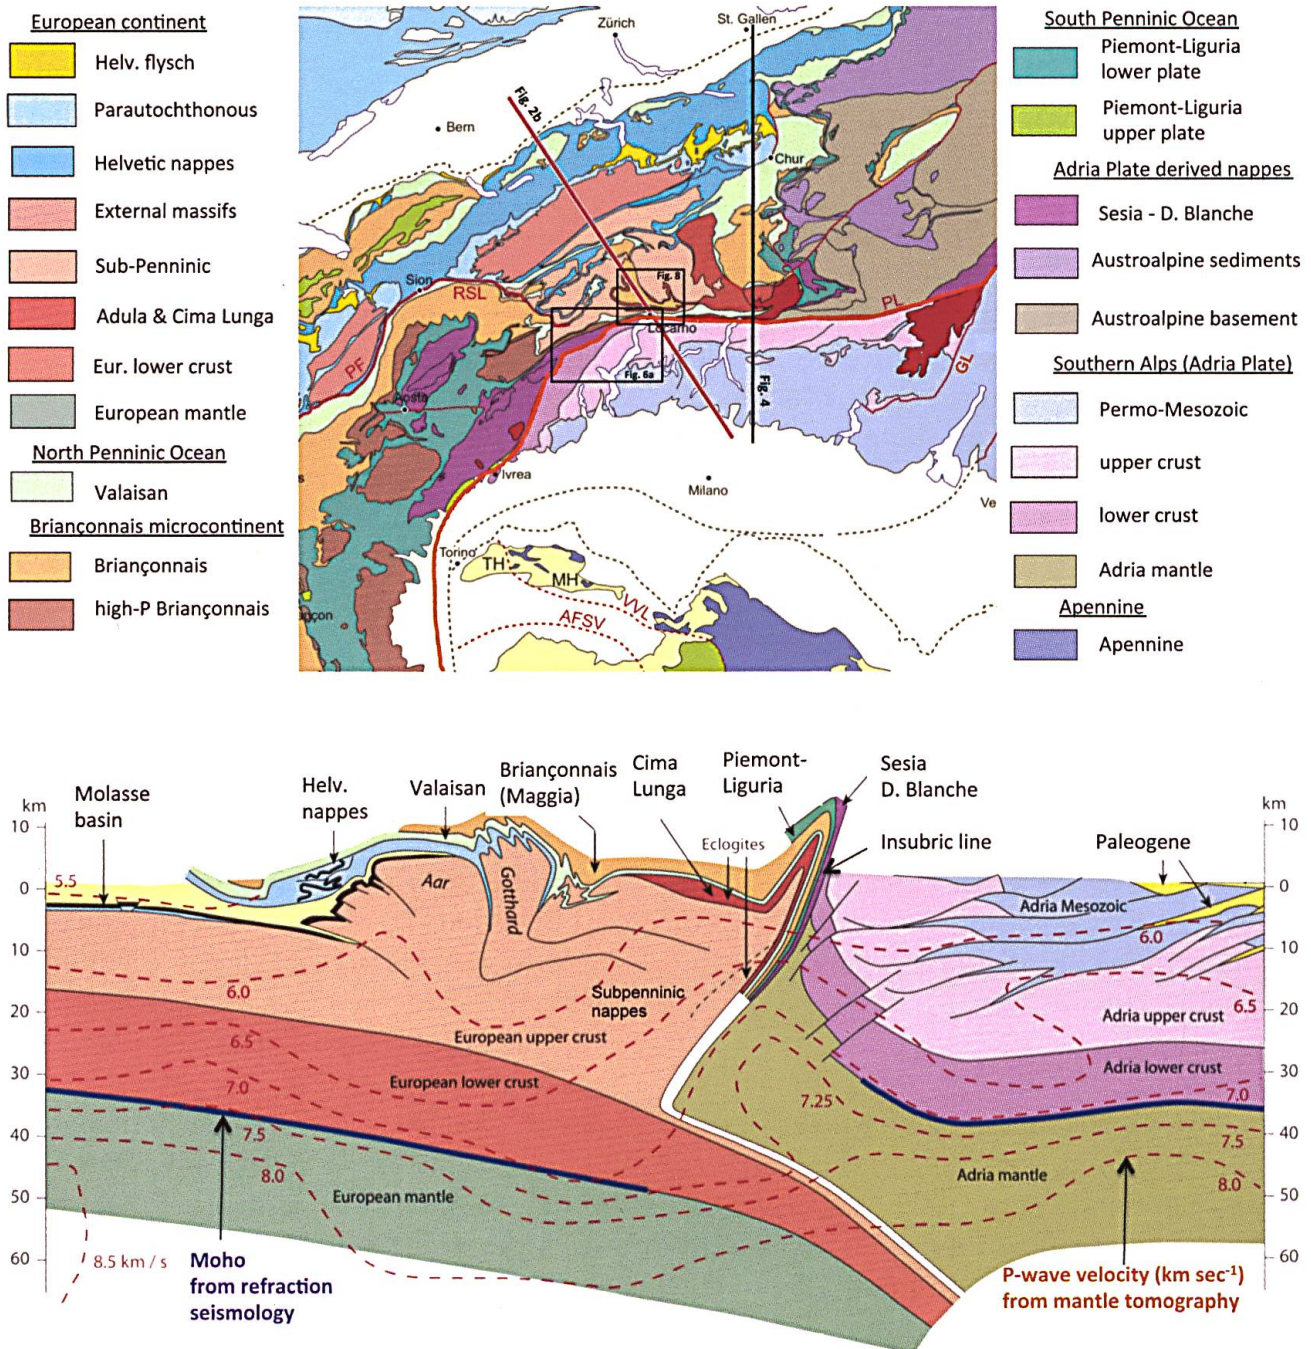 European continent
Helv. flysch
Parautochthonous
Helvetic nappes
External massifs
Sub-Penninic
Adula & Cima Lunga
Eur. lower crust
European mantle
North Penninic Ocean
Valaisan
Briançonnais microcontinent
Briançonnais
high-P Briançonnais
Zürich
St. Gallen
Fig. 2b
Bern
Chur
Sion
RSL
Fig. 8
PL
Locarno
PF
Fig. 6a
Fig. 4
GL
Aosta
Ivrea
Milano
Ve
Torino
TH
MH
VVL
AFSV
South Penninic Ocean
Piemont-Liguria
lower plate
Piemont-Liguria
upper plate
Adria Plate derived nappes
Sesia - D. Blanche
Austroalpine sediments
Austroalpine basement
Southern Alps (Adria Plate)
Permo-Mesozoic
upper crust
lower crust
Adria mantle
Apennine
Apennine
km
10
0
10
20
30
40
50
60
Molasse
basin
Helv.
nappes
Valaisan
Briançonnais
(Maggia)
Cima
Lunga
Piemont-
Liguria
Sesia
D. Blanche
Eclogites
Insubric line
Paleogene
km
10
0
10
20
30
40
50
60
5.5
Aar
Gotthard
Adria Mesozoic
6.0
6.0
Subpenninic
nappes
6.5
European upper crust
Adria upper crust
6.5
European lower crust
Adria lower crust
7.0
7.25
7.0
7.5
7.5
8.0
European mantle
Adria mantle
8.0
8.5 km / s
Moho
from refraction
seismology
P-wave velocity (km sec-1)
from mantle tomography